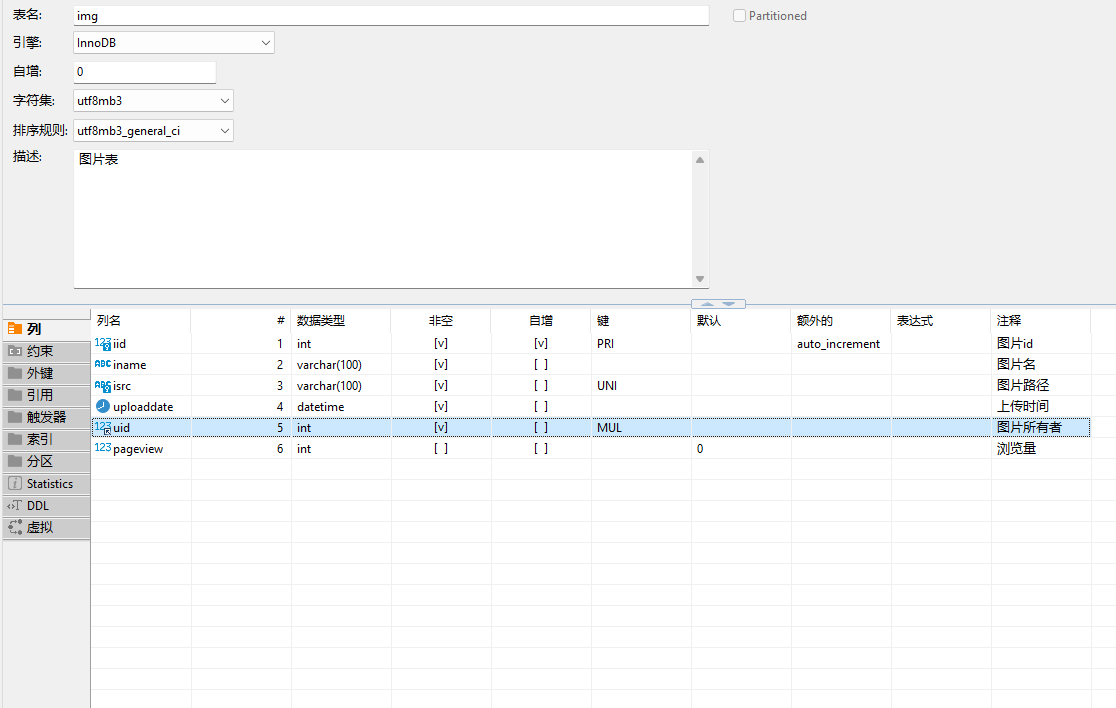 表名: img Partitioned
引擎: InnoDB
自增: 0
字符集: utf8mb3
排序规则: utf8mb3_general_ci
描述: 图片表
列
约束
外键
引用
触发器
索引
分区
Statistics
DDL
虚拟
列名 # 数据类型 非空 自增 键 默认 额外的 表达式 注释
123 iid 1 int [v] [v] PRI auto_increment 图片id
ABC iname 2 varchar(100) [v] [ ] 图片名
ABC isrc 3 varchar(100) [v] [ ] UNI 图片路径
uploaddate 4 datetime [v] [ ] 上传时间
123 uid 5 int [v] [ ] MUL 图片所有者
123 pageview 6 int [ ] [ ] 0 浏览量